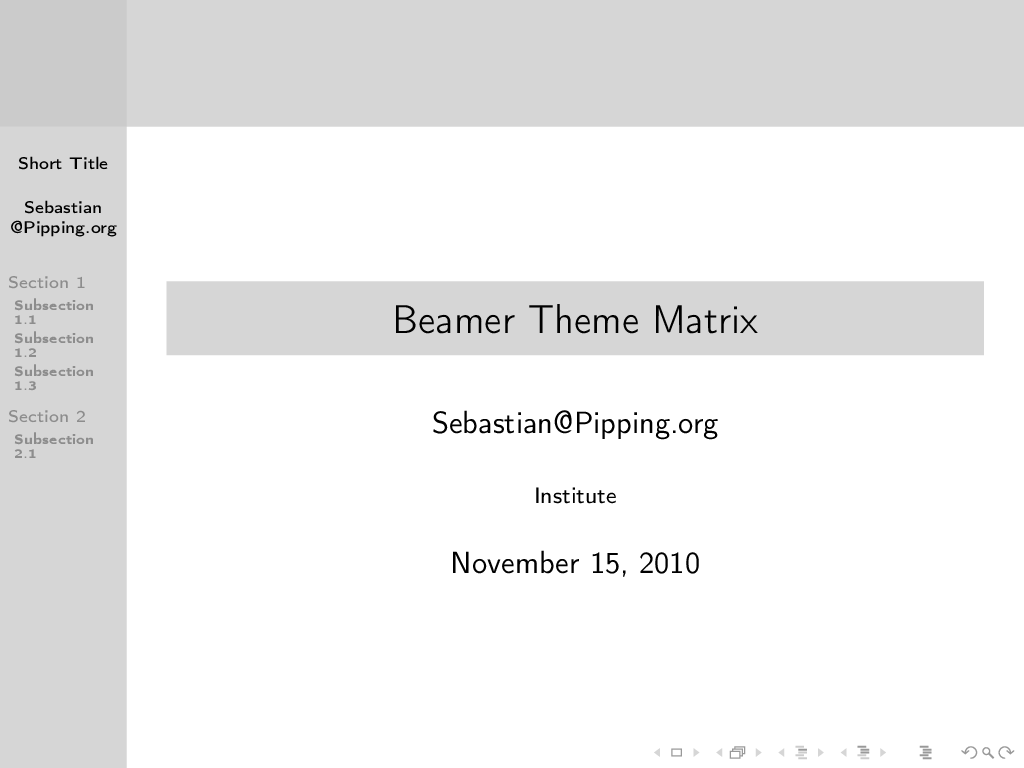 Short Title
Sebastian
@Pipping.org
Section 1
Subsection
1.1
Subsection
1.2
Subsection
1.3
Section 2
Subsection
2.1
Beamer Theme Matrix
Sebastian@Pipping.org
Institute
November 15, 2010